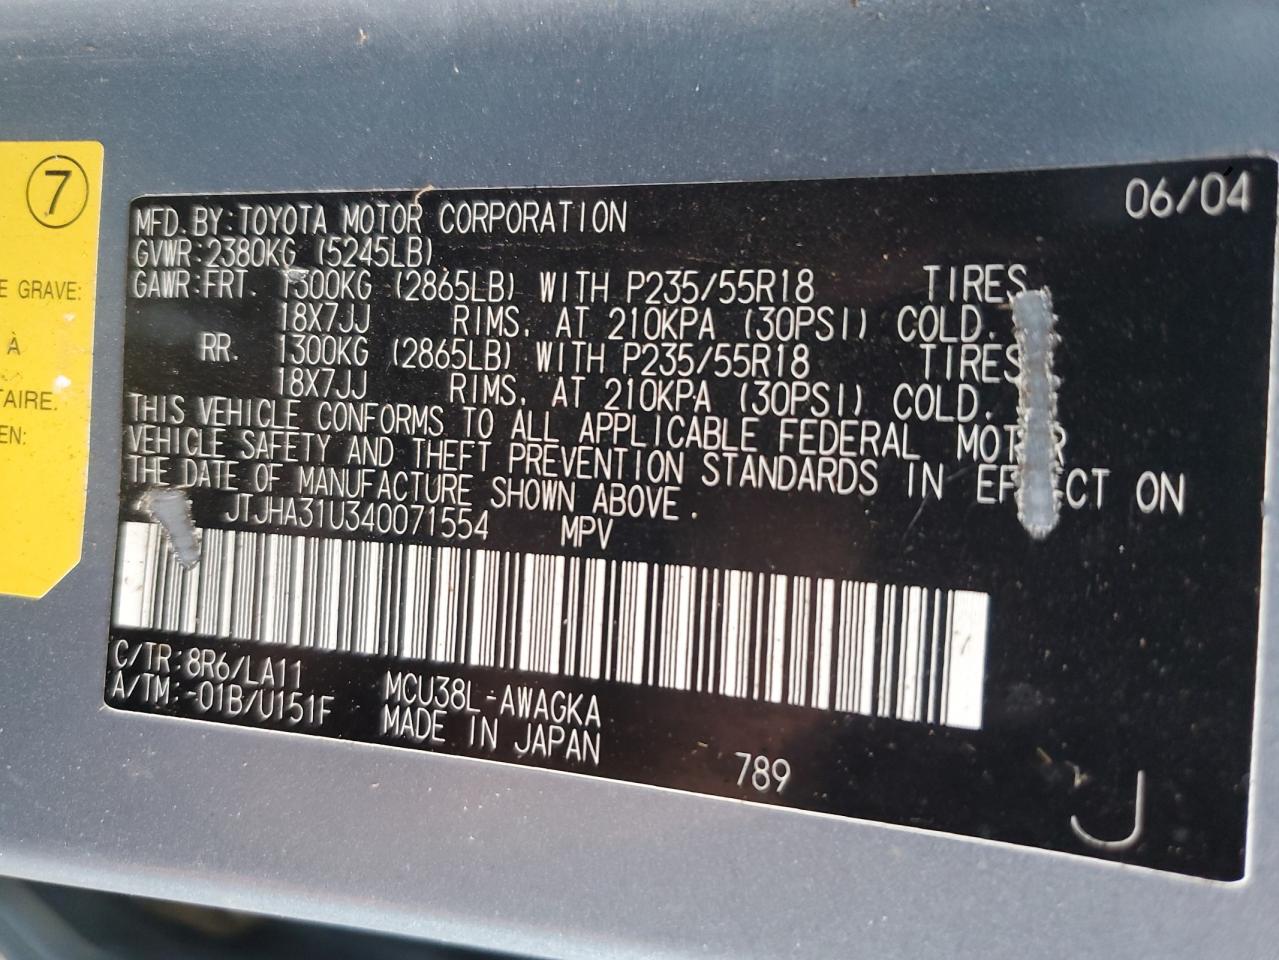 7
E GRAVE:
À
TAIRE.
EN:
06/04
MFD. BY: TOYOTA MOTOR CORPORATION
GVWR: 2380KG (5245LB)
GAWR: FRT. 1300KG (2865LB) WITH P235/55R18 TIRES,
18X7JJ RIMS, AT 210KPA (30PSI) COLD.
RR. 1300KG (2865LB) WITH P235/55R18 TIRES
18X7JJ RIMS, AT 210KPA (30PSI) COLD.
THIS VEHICLE CONFORMS TO ALL APPLICABLE FEDERAL MOTOR
VEHICLE SAFETY AND THEFT PREVENTION STANDARDS IN EFFECT ON
THE DATE OF MANUFACTURE SHOWN ABOVE.
JTJHA31U340071554 MPV
C/TR: 8R6/LA11 MCU38L-AWAGKA
A/TM: -01B/U151F MADE IN JAPAN
789
J